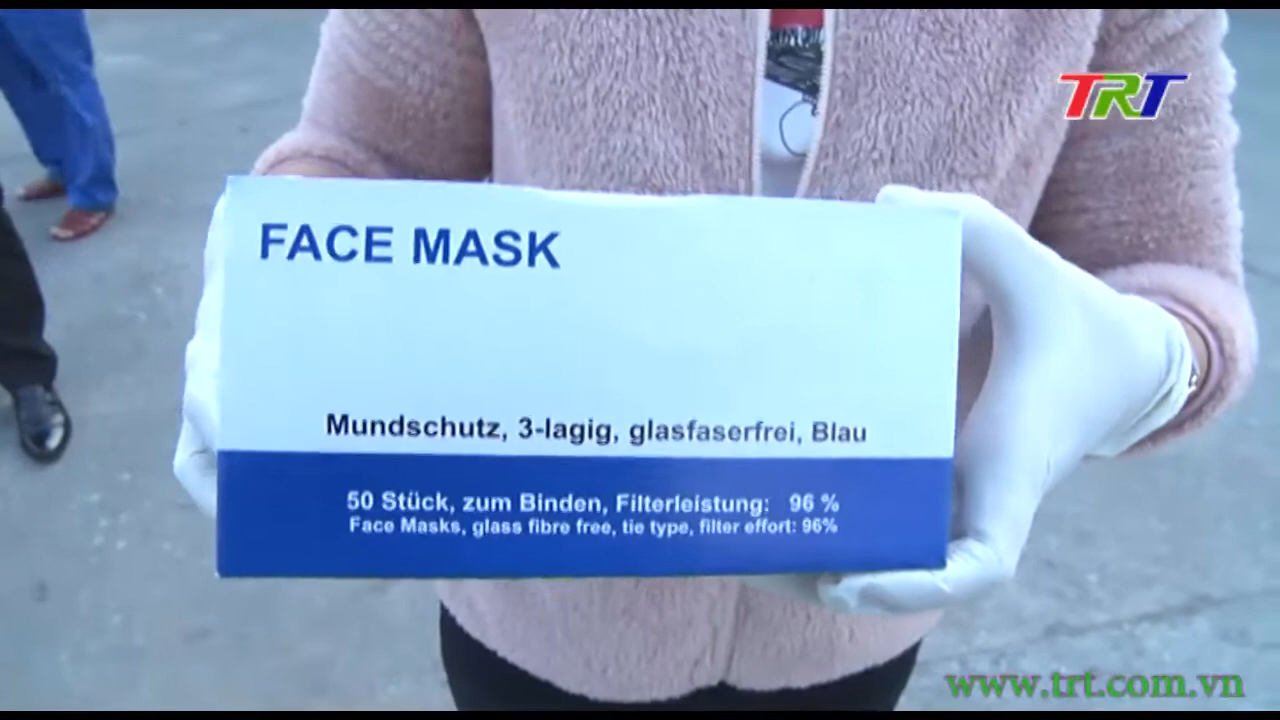 TRT
FACE MASK
Mundschutz, 3-lagig, glasfaserfrei, Blau
50 Stück, zum Binden, Filterleistung: 96 %
Face Masks, glass fibre free, tie type, filter effort: 96%
www.trt.com.vn